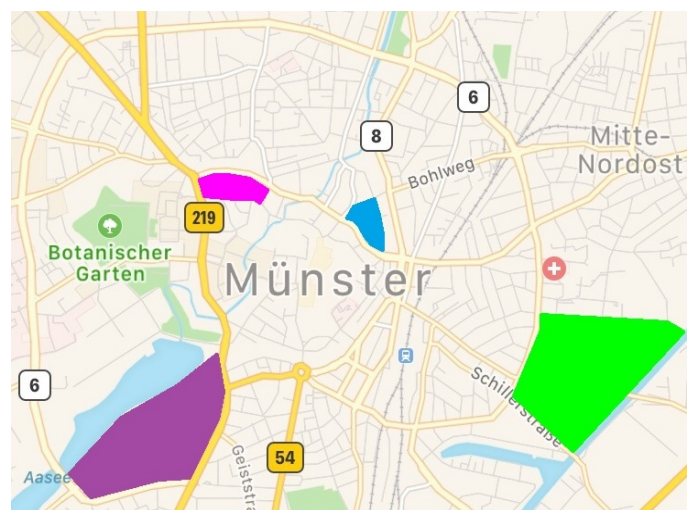 6
8
Mitte-
Nordost
Bohlweg
219
Botanischer
Garten
Münster
6
Schillerstraße
Aasee
Geiststra
54